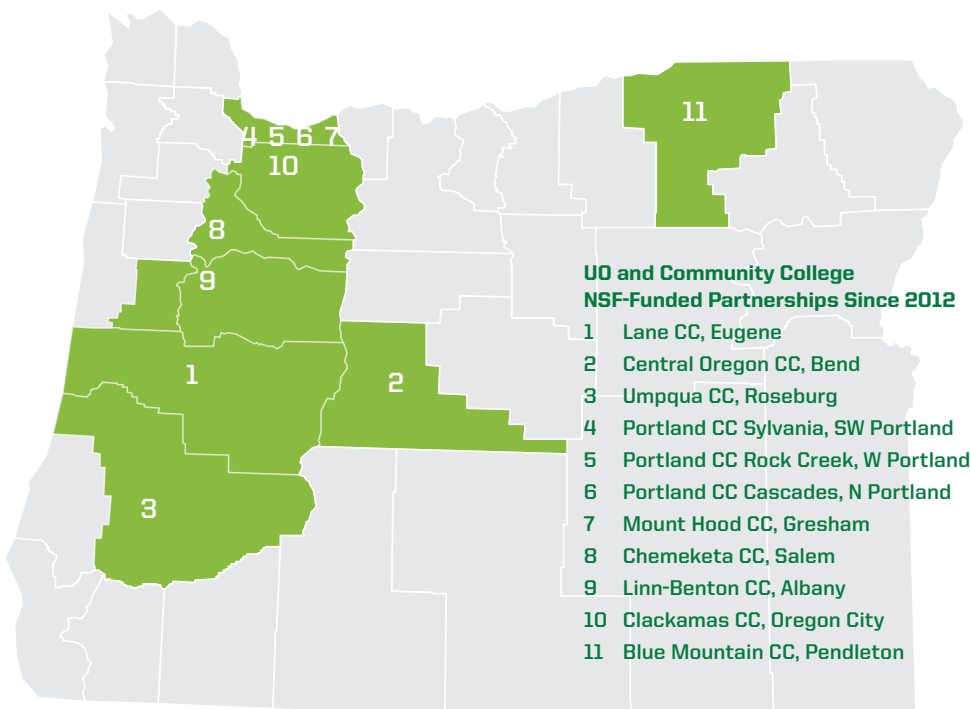 11
4 5 6 7
10
8
9
1
2
3
UO and Community College
NSF-Funded Partnerships Since 2012
1 Lane CC, Eugene
2 Central Oregon CC, Bend
3 Umpqua CC, Roseburg
4 Portland CC Sylvania, SW Portland
5 Portland CC Rock Creek, W Portland
6 Portland CC Cascades, N Portland
7 Mount Hood CC, Gresham
8 Chemeketa CC, Salem
9 Linn-Benton CC, Albany
10 Clackamas CC, Oregon City
11 Blue Mountain CC, Pendleton